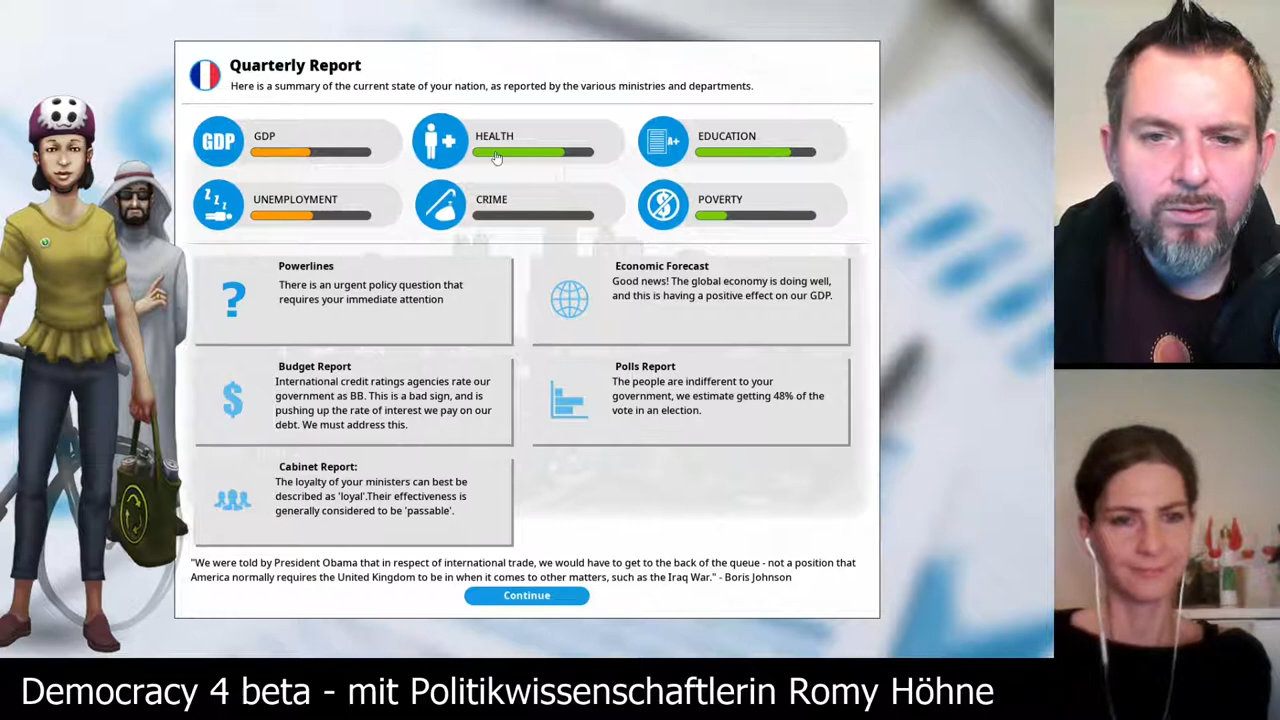 Quarterly Report
Here is a summary of the current state of your nation, as reported by the various ministries and departments.
GDP
GDP
HEALTH
A+
EDUCATION
Z Z Z
UNEMPLOYMENT
CRIME
$
POVERTY
?
Powerlines
There is an urgent policy question that
requires your immediate attention
Economic Forecast
Good news! The global economy is doing well,
and this is having a positive effect on our GDP.
$
Budget Report
International credit ratings agencies rate our
government as BB. This is a bad sign, and is
pushing up the rate of interest we pay on our
debt. We must address this.
Polls Report
The people are indifferent to your
government, we estimate getting 48% of the
vote in an election.
Cabinet Report:
The loyalty of your ministers can best be
described as 'loyal'.Their effectiveness is
generally considered to be 'passable'.
"We were told by President Obama that in respect of international trade, we would have to get to the back of the queue - not a position that
America normally requires the United Kingdom to be in when it comes to other matters, such as the Iraq War." - Boris Johnson
Continue
Democracy 4 beta - mit Politikwissenschaftlerin Romy Höhne